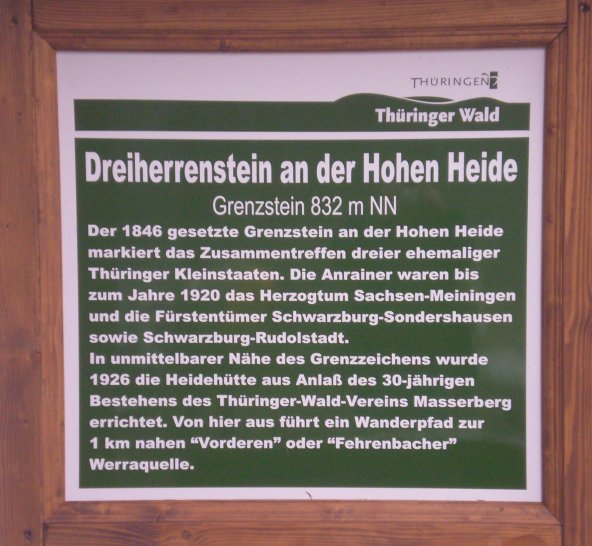 THÜRINGEN
Thüringer Wald
Dreiherrenstein an der Hohen Heide
Grenzstein 832 m NN
Der 1846 gesetzte Grenzstein an der Hohen Heide
markiert das Zusammentreffen dreier ehemaliger
Thüringer Kleinstaaten. Die Anrainer waren bis
zum Jahre 1920 das Herzogtum Sachsen-Meiningen
und die Fürstentümer Schwarzburg-Sondershausen
sowie Schwarzburg-Rudolstadt.
In unmittelbarer Nähe des Grenzzeichens wurde
1926 die Heidehütte aus Anlaß des 30-jährigen
Bestehens des Thüringer-Wald-Vereins Masserberg
errichtet. Von hier aus führt ein Wanderpfad zur
1 km nahen “Vorderen” oder “Fehrenbacher”
Werraquelle.